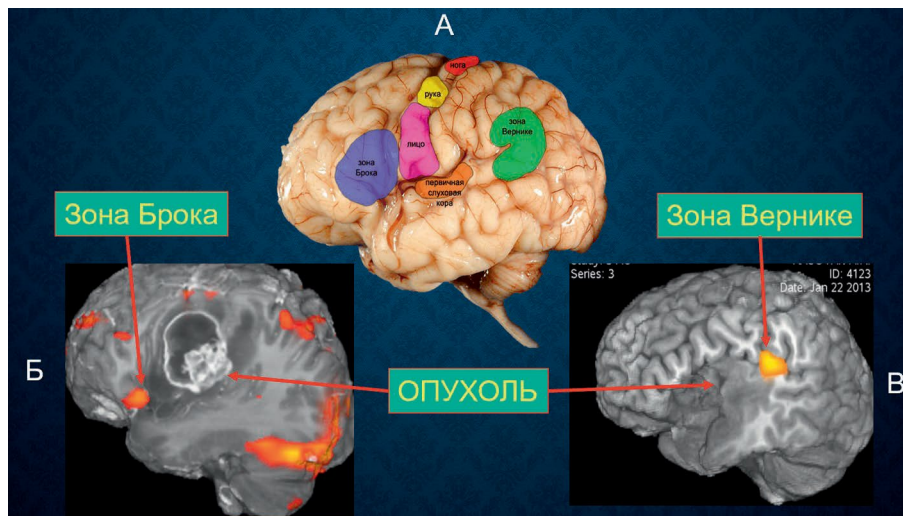 А
нога
рука
лицо
зона
Брока
зона
Вернике
первичная
слуховая
кора
Зона Брока
Зона Вернике
Series: 3
ID: 4123
Date: Jan 22 2013
Б
ОПУХОЛЬ
В